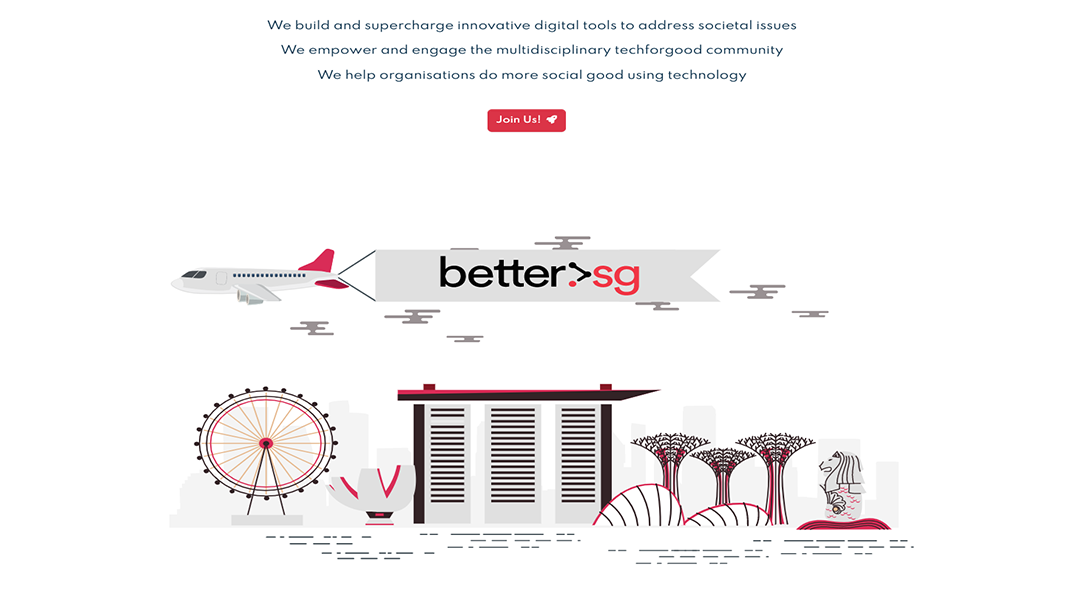 We build and supercharge innovative digital tools to address societal issues
We empower and engage the multidisciplinary techforgood community
We help organisations do more social good using technology
Join Us!
better.sg